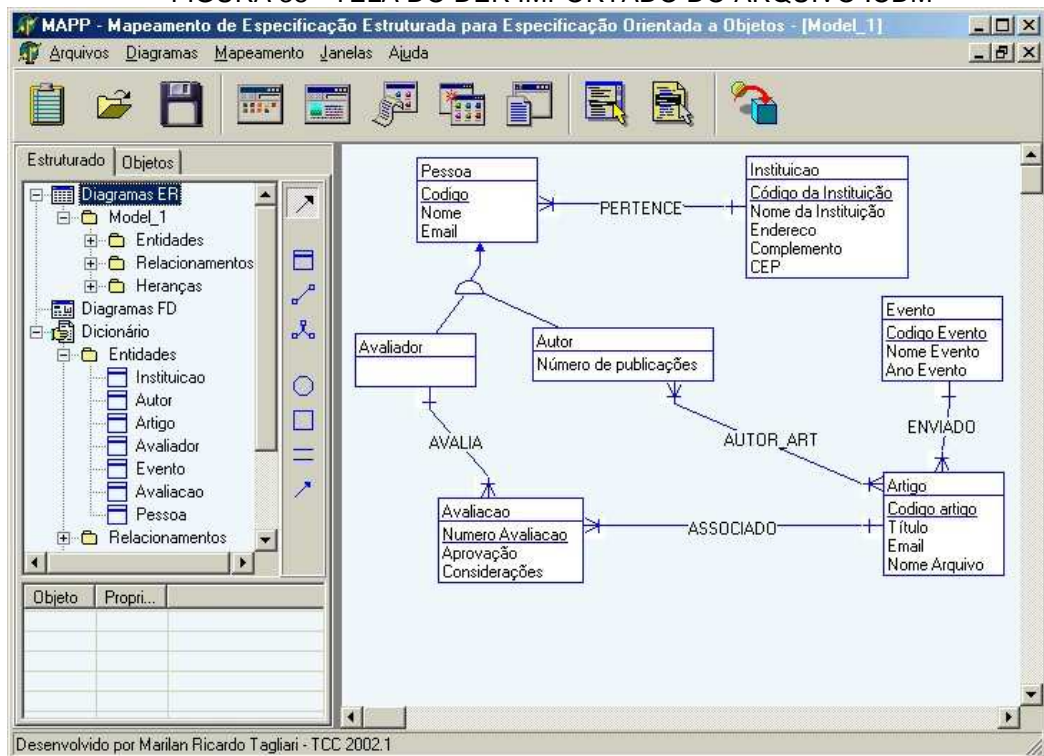 MAPP - Mapeamento de Especificação Estruturada para Especificação Orientada a Objetos - [Model_1]
Arquivos Diagramas Mapeamento Janelas Ajuda
Estruturado Objetos
Diagramas ER
Model_1
Entidades
Relacionamentos
Heranças
Diagramas FD
Dicionário
Entidades
Instituicao
Autor
Artigo
Avaliador
Evento
Avaliacao
Pessoa
Relacionamentos
Objeto Propri...
Pessoa
Codigo
Nome
Email
PERTENCE
Instituicao
Código da Instituição
Nome da Instituição
Endereco
Complemento
CEP
Avaliador
Autor
Número de publicações
Evento
Codigo Evento
Nome Evento
Ano Evento
AVALIA
AUTOR_ART
ENVIADO
Avaliacao
Numero Avaliacao
Aprovação
Considerações
ASSOCIADO
Artigo
Codigo artigo
Título
Email
Nome Arquivo
Desenvolvido por Marilan Ricardo Tagliari - TCC 2002.1